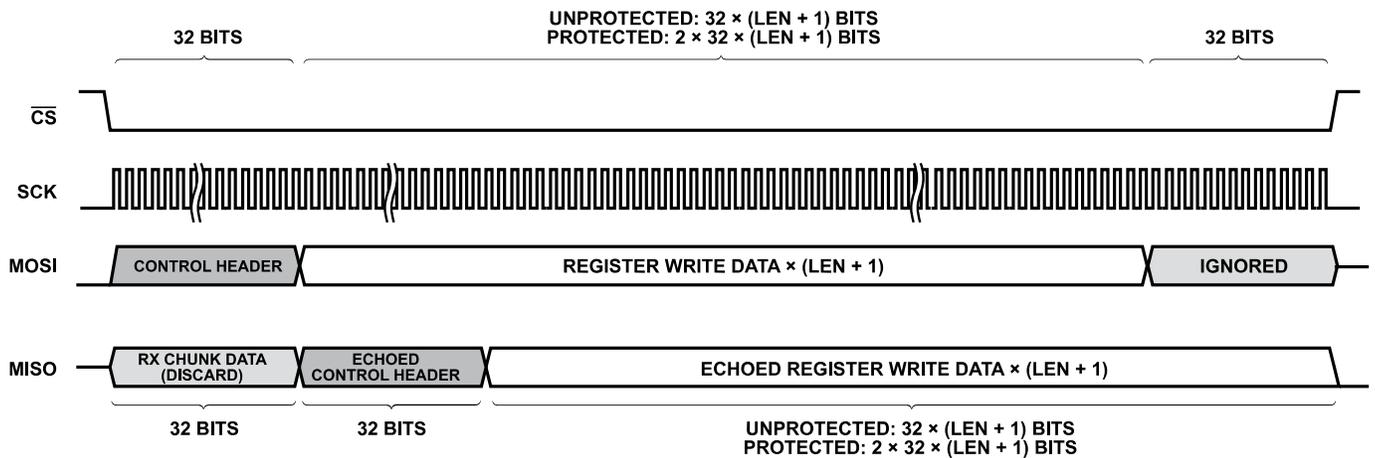 UNPROTECTED: 32 × (LEN + 1) BITS
32 BITS
PROTECTED: 2 × 32 × (LEN + 1) BITS
32 BITS
CS
SCK
MOSI
CONTROL HEADER
REGISTER WRITE DATA × (LEN + 1)
IGNORED
MISO
RX CHUNK DATA
(DISCARD)
ECHOED
CONTROL HEADER
ECHOED REGISTER WRITE DATA × (LEN + 1)
32 BITS
32 BITS
UNPROTECTED: 32 × (LEN + 1) BITS
PROTECTED: 2 × 32 × (LEN + 1) BITS